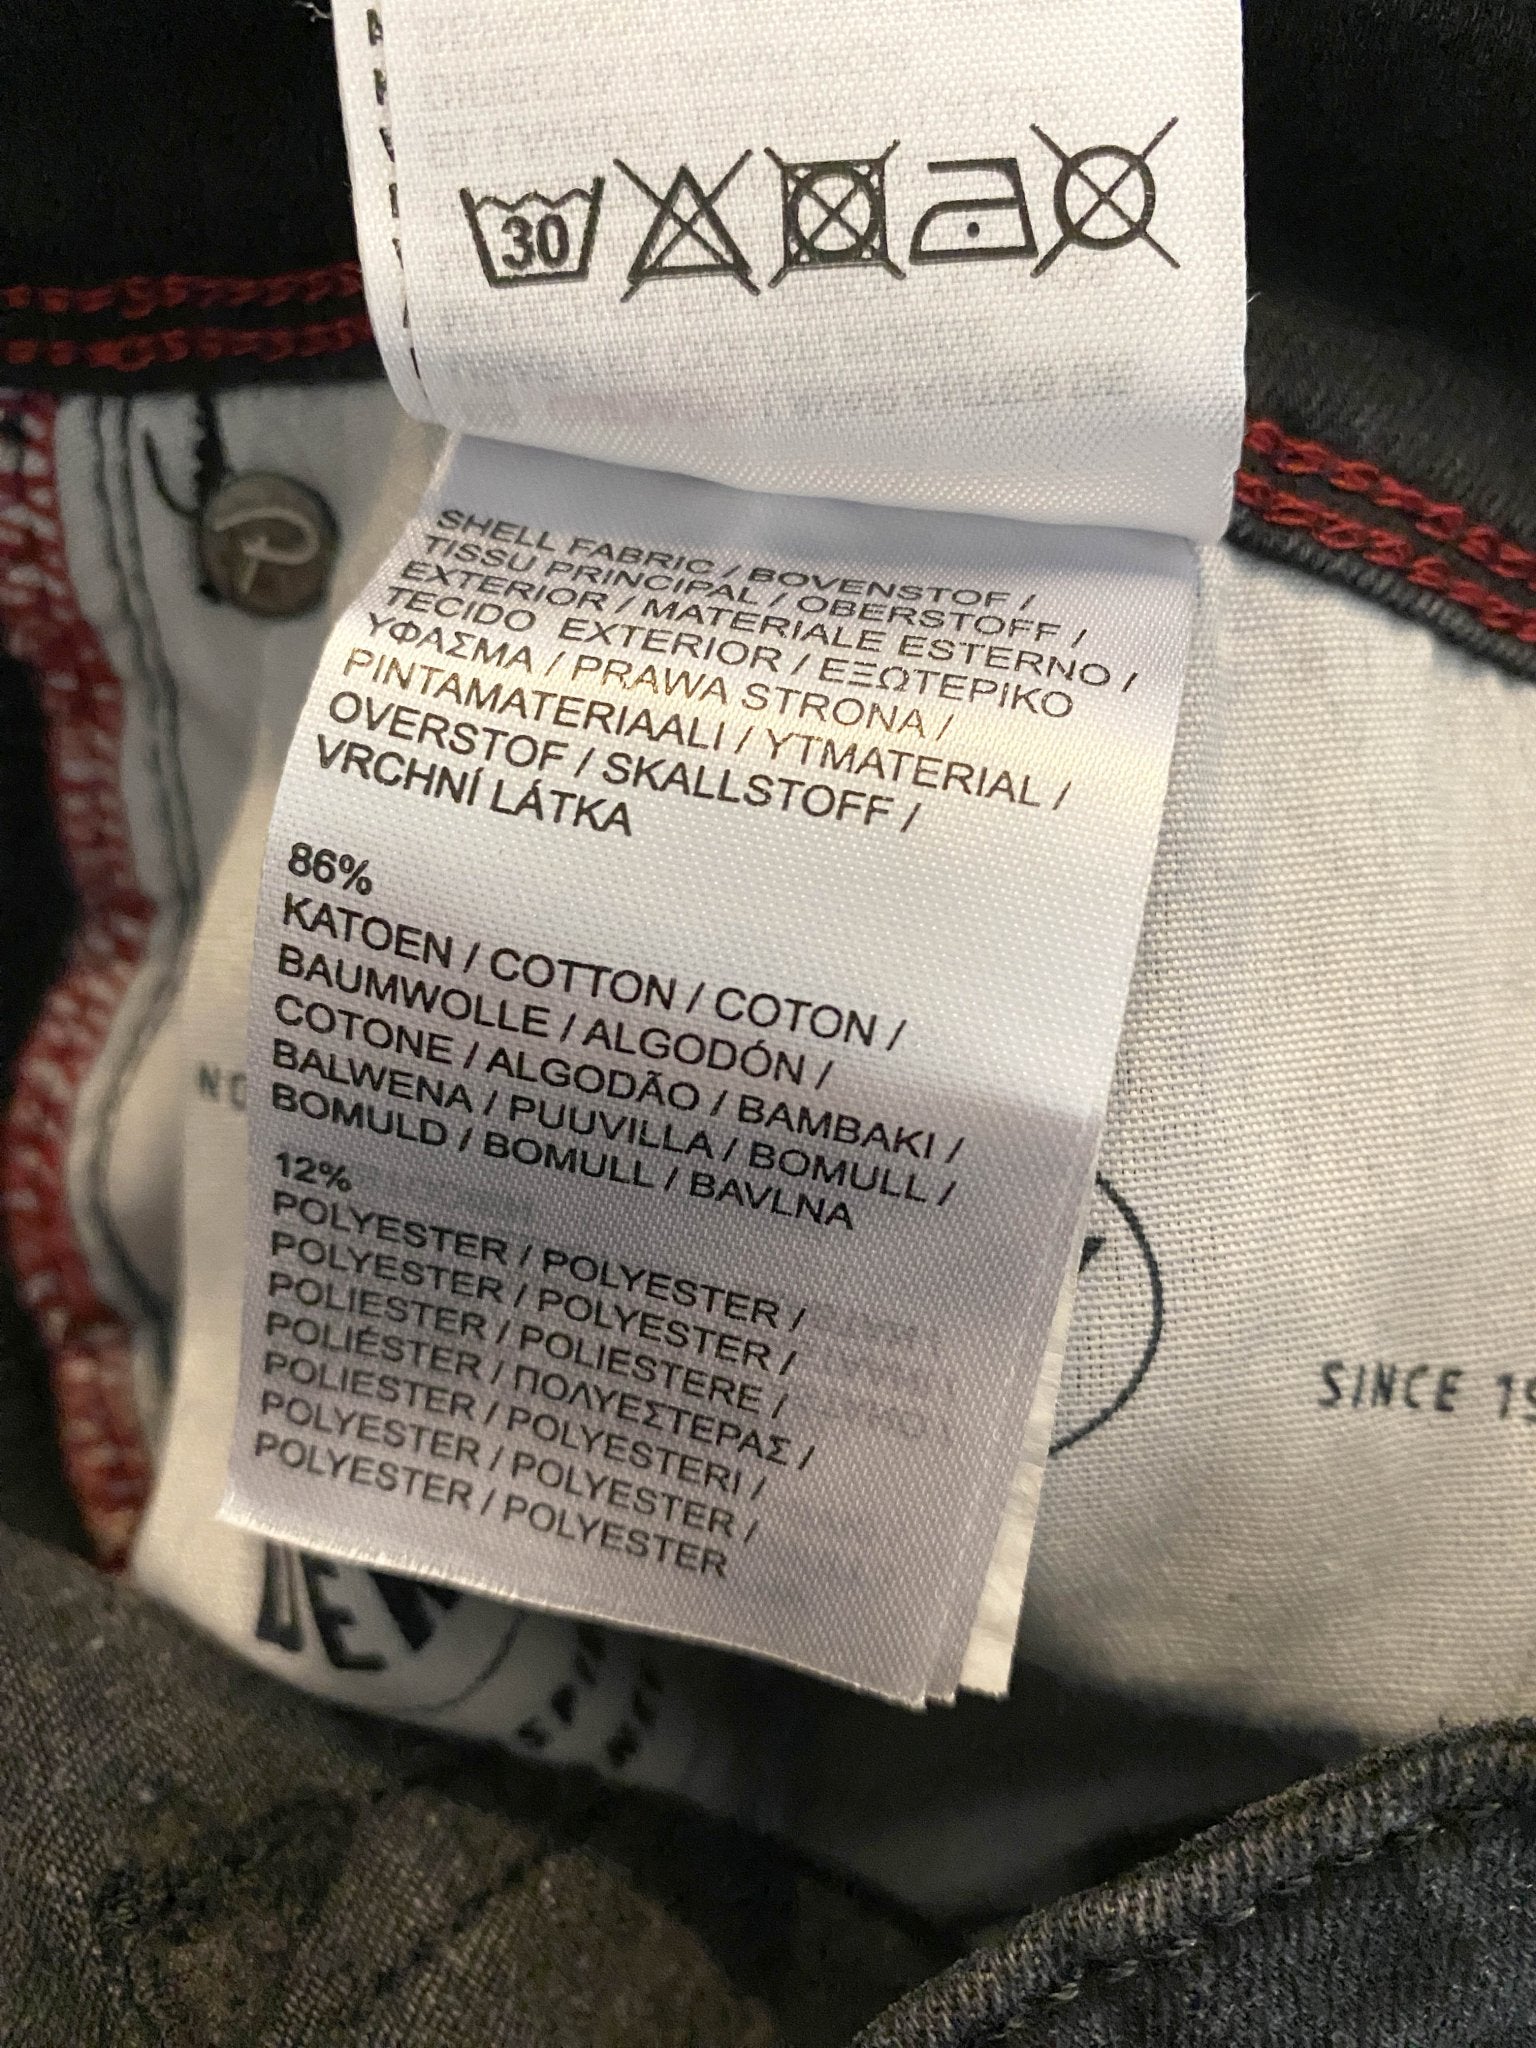 30
SHELL FABRIC / BOVENSTOF /
TISSU PRINCIPAL / OBERSTOFF /
EXTERIOR / MATERIALE ESTERNO /
TECIDO EXTERIOR / ΕΞΩΤΕΡΙΚΟ
ΥΦΑΣΜΑ / PRAWA STRONA /
PINTAMATERIAALI / YTMATERIAL /
OVERSTOF / SKALLSTOFF /
VRCHNÍ LÁTKA
86%
KATOEN / COTTON / COTON /
BAUMWOLLE / ALGODÓN /
COTONE / ALGODÃO / BAMBAKI /
BALWENA / PUUVILLA / BOMULL /
BOMULD / BOMULL / BAVLNA
12%
POLYESTER / POLYESTER /
POLYESTER / POLYESTER /
POLIESTER / POLIESTERE /
POLIÉSTER / ΠΟΛΥΕΣΤΕΡΑΣ /
POLIESTER / POLYESTERI /
POLYESTER / POLYESTER /
POLYESTER / POLYESTER
SINCE 19